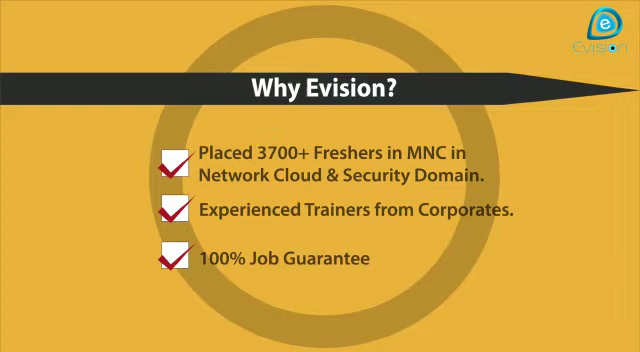 e
Evision
Why Evision?
Placed 3700+ Freshers in MNC in
Network Cloud & Security Domain.
Experienced Trainers from Corporates.
100% Job Guarantee